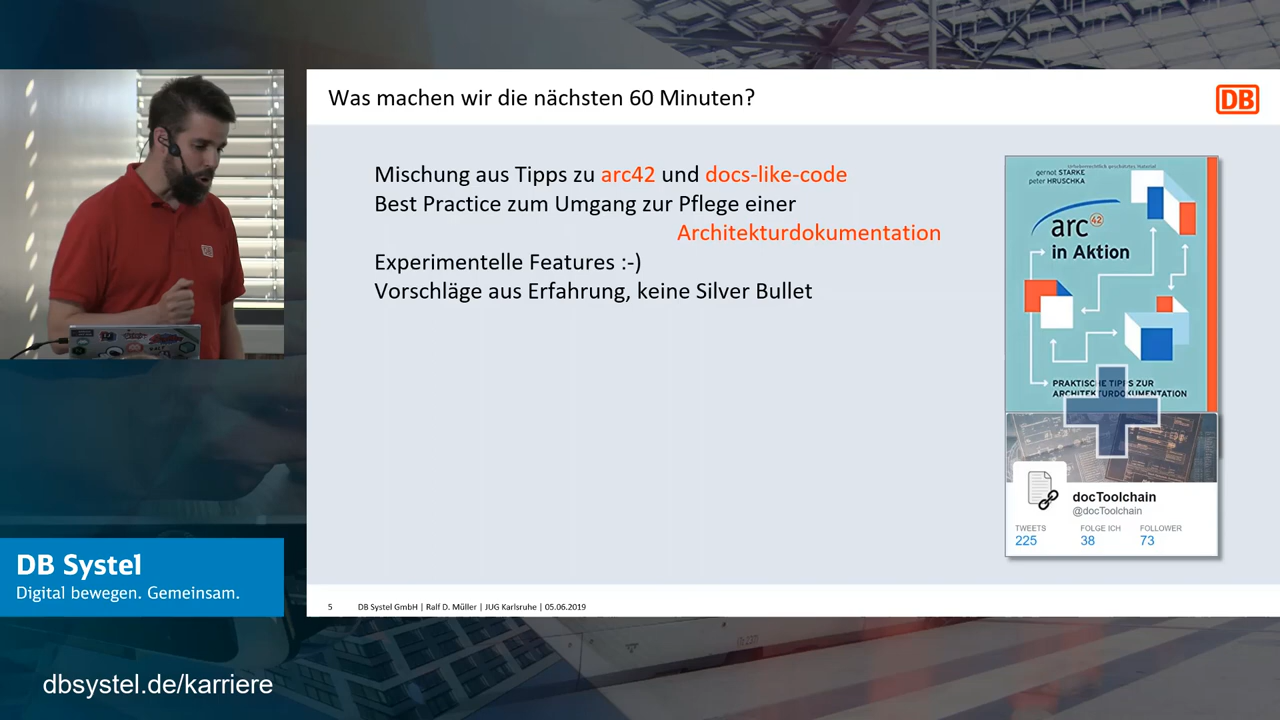 Was machen wir die nächsten 60 Minuten?
DB
Mischung aus Tipps zu arc42 und docs-like-code
Best Practice zum Umgang zur Pflege einer
Architekturdokumentation
Experimentelle Features :-)
Vorschläge aus Erfahrung, keine Silver Bullet
gernot STARKE
peter HRUSCHKA
arc 42
in Aktion
PRAKTISCHE TIPPS ZUR
ARCHITEKTURDOKUMENTATION
docToolchain
@docToolchain
TWEETS FOLGE ICH FOLLOWER
225 38 73
DB Systel
Digital bewegen. Gemeinsam.
5 DB Systel GmbH | Ralf D. Müller | JUG Karlsruhe | 05.06.2019
dbsystel.de/karriere